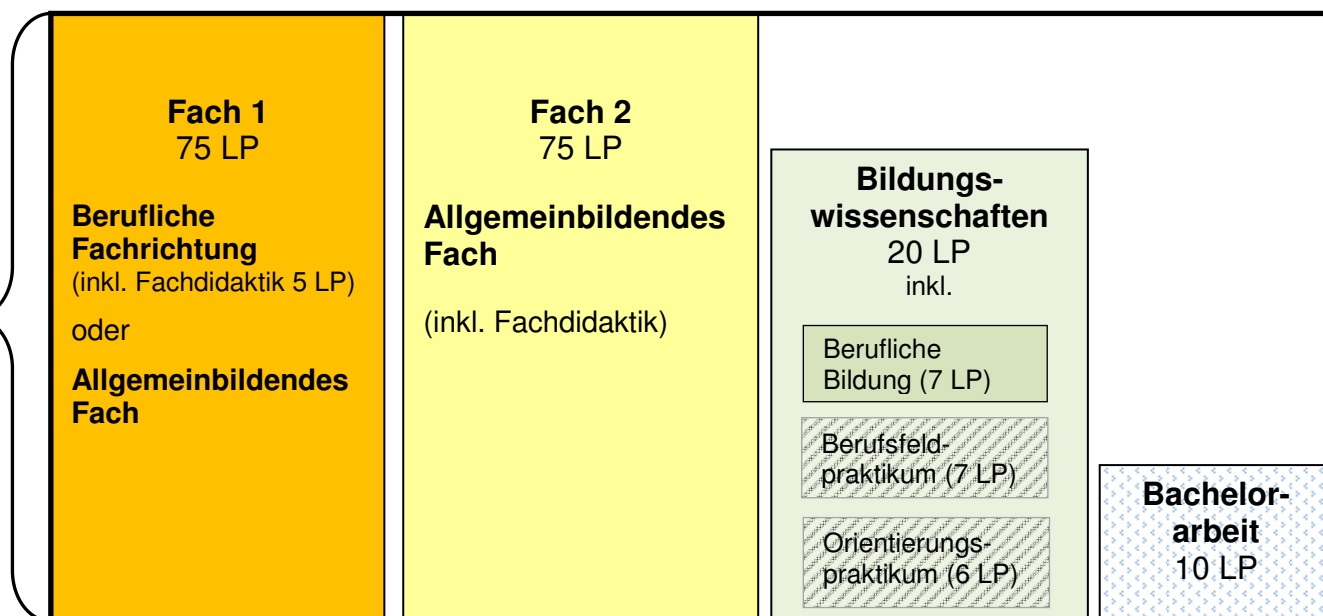 Fach 1
75 LP
Berufliche
Fachrichtung
(inkl. Fachdidaktik 5 LP)
oder
Allgemeinbildendes
Fach
Fach 2
75 LP
Allgemeinbildendes
Fach
(inkl. Fachdidaktik)
Bildungs-
wissenschaften
20 LP
inkl.
Berufliche
Bildung (7 LP)
Berufsfeld-
praktikum (7 LP)
Orientierungs-
praktikum (6 LP)
Bachelor-
arbeit
10 LP